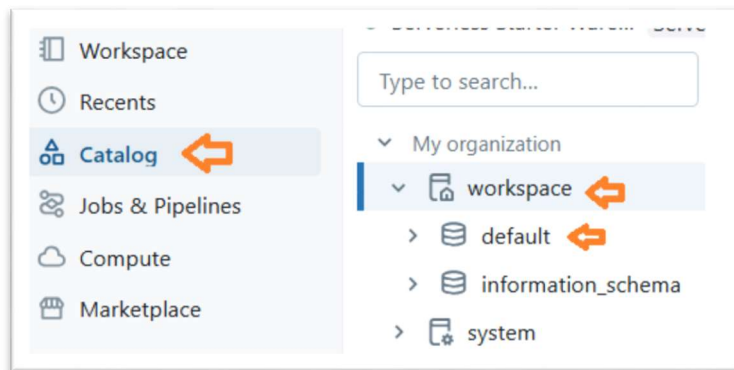 Workspace
Recents
Catalog
Jobs & Pipelines
Compute
Marketplace
Type to search...
My organization
workspace
default
information_schema
system